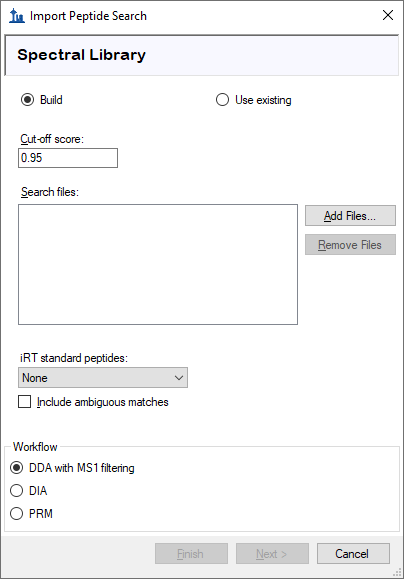 Import Peptide Search
Spectral Library
Build
Use existing
Cut-off score:
0.95
Search files:
Add Files...
Remove Files
iRT standard peptides:
None
Include ambiguous matches
Workflow
DDA with MS1 filtering
DIA
PRM
Finish
Next >
Cancel